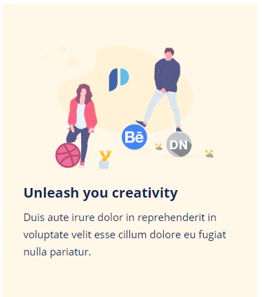 Bē
DN
Unleash you creativity
Duis aute irure dolor in reprehenderit in
voluptate velit esse cillum dolore eu fugiat
nulla pariatur.